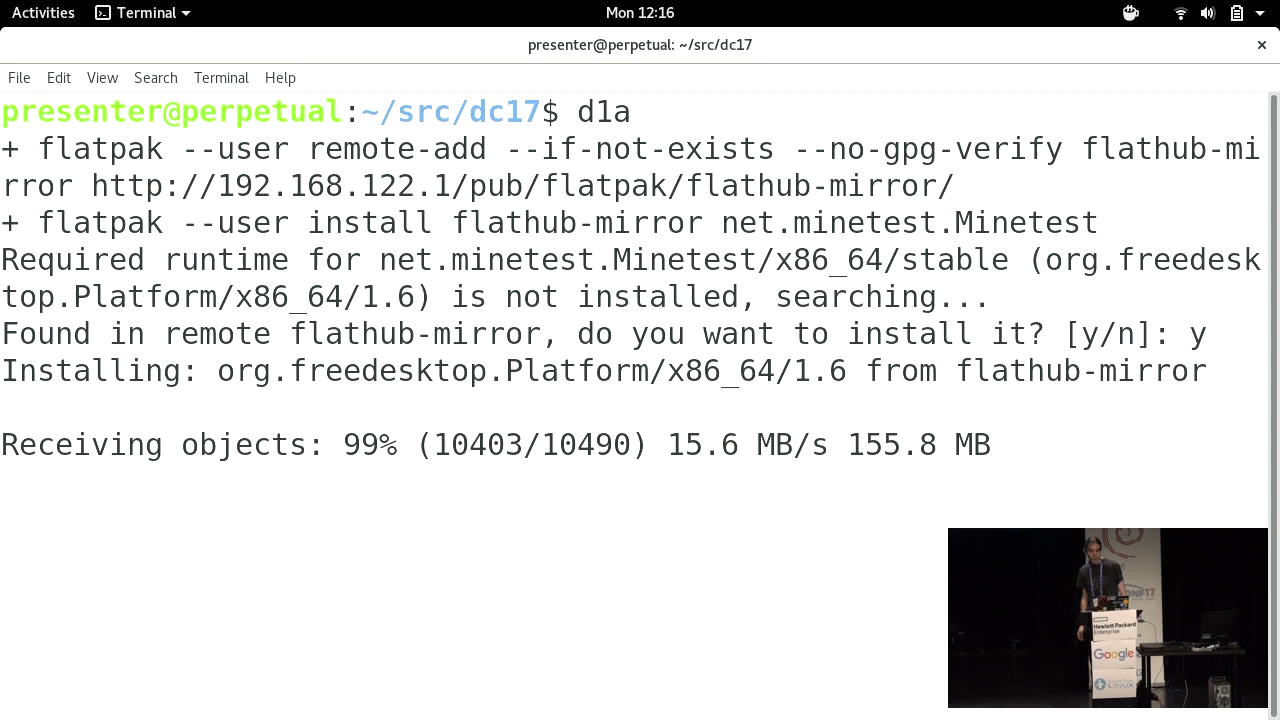 Activities Terminal Mon 12:16
presenter@perpetual: ~/src/dc17
File Edit View Search Terminal Help
presenter@perpetual:~/src/dc17$ d1a
+ flatpak --user remote-add --if-not-exists --no-gpg-verify flathub-mi
rror http://192.168.122.1/pub/flatpak/flathub-mirror/
+ flatpak --user install flathub-mirror net.minetest.Minetest
Required runtime for net.minetest.Minetest/x86_64/stable (org.freedesk
top.Platform/x86_64/1.6) is not installed, searching...
Found in remote flathub-mirror, do you want to install it? [y/n]: y
Installing: org.freedesktop.Platform/x86_64/1.6 from flathub-mirror
Receiving objects: 99% (10403/10490) 15.6 MB/s 155.8 MB
Hewlett Packard
Enterprise
Google
LINUX